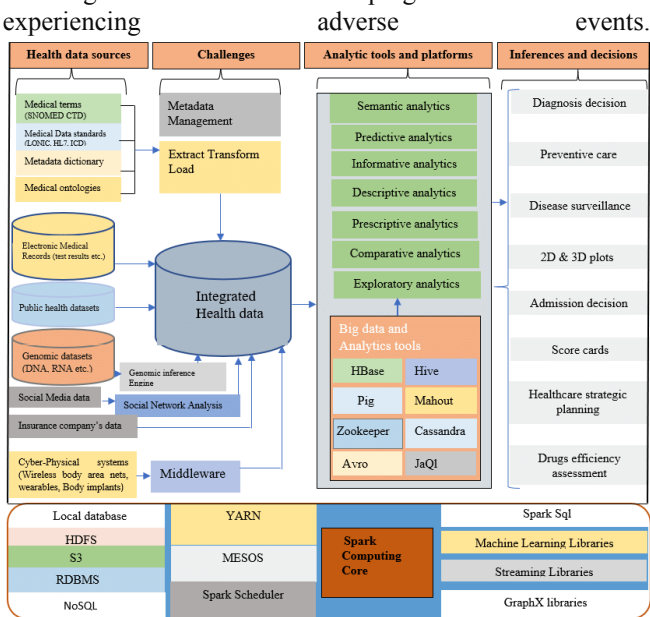 experiencing adverse events.
Health data sources
Challenges
Analytic tools and platforms
Inferences and decisions
Medical terms
(SNOMED CTD)
Medical Data standards
(LONIC, HL7, ICD)
Metadata dictionary
Medical ontologies
Metadata
Management
Extract Transform
Load
Electronic Medical
Records (test results etc.)
Public health datasets
Genomic datasets
(DNA, RNA etc.)
Genomic inference
Engine
Social Media data
Social Network Analysis
Insurance company's data
Cyber-Physical systems
(Wireless body area nets,
wearables, Body implants)
Middleware
Integrated
Health data
Semantic analytics
Predictive analytics
Informative analytics
Descriptive analytics
Prescriptive analytics
Comparative analytics
Exploratory analytics
Big data and
Analytics tools
HBase
Hive
Pig
Mahout
Zookeeper
Cassandra
Avro
JaQl
Diagnosis decision
Preventive care
Disease surveillance
2D & 3D plots
Admission decision
Score cards
Healthcare strategic
planning
Drugs efficiency
assessment
Local database
HDFS
S3
RDBMS
NoSQL
YARN
MESOS
Spark Scheduler
Spark
Computing
Core
Spark Sql
Machine Learning Libraries
Streaming Libraries
GraphX libraries